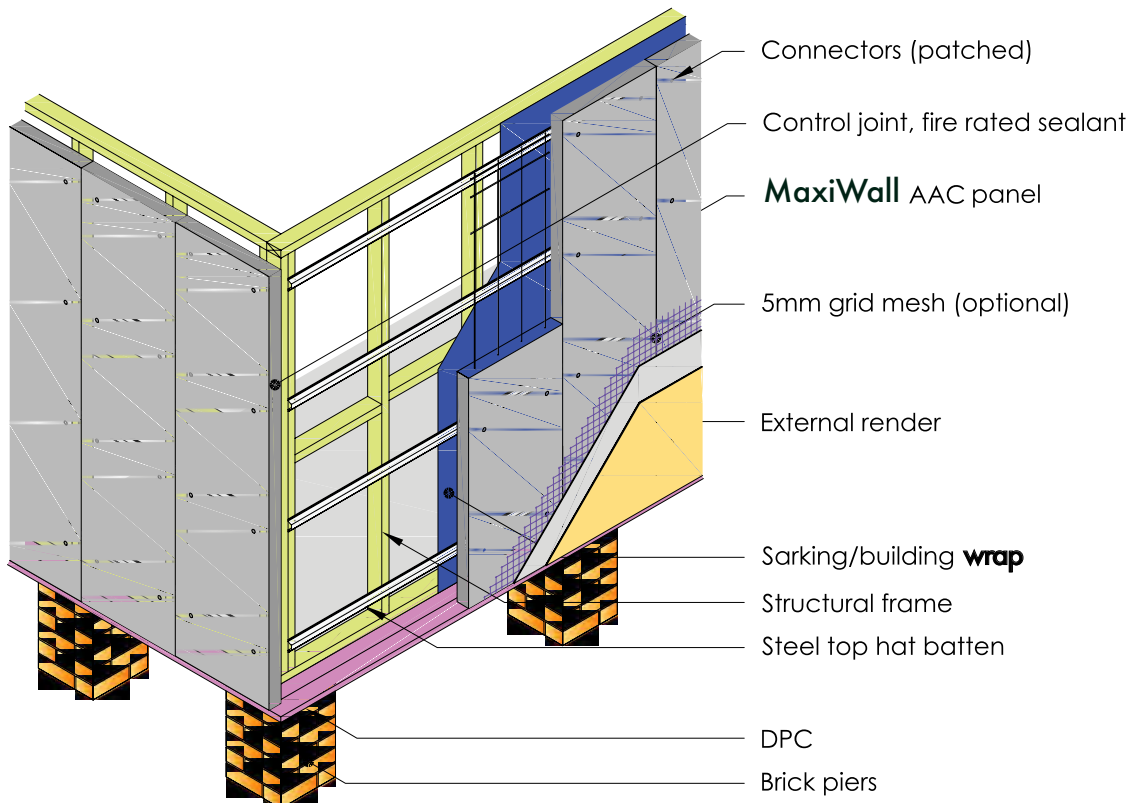 Connectors (patched)
Control joint, fire rated sealant
MaxiWall AAC panel
5mm grid mesh (optional)
External render
Sarking/building wrap
Structural frame
Steel top hat batten
DPC
Brick piers